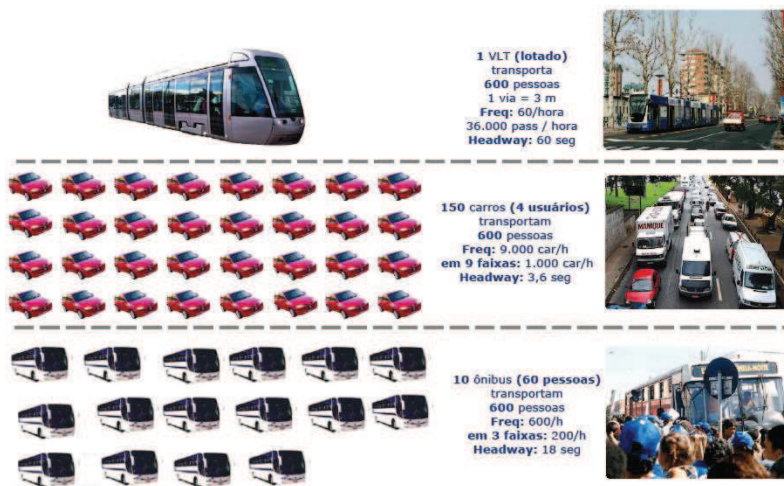 1 VLT (lotado)
transporta
600 pessoas
1 via = 3 m
Freq: 60/hora
36.000 pass / hora
Headway: 60 seg
150 carros (4 usuários)
transportam
600 pessoas
Freq: 9.000 car/h
em 9 faixas: 1.000 car/h
Headway: 3,6 seg
MANIQUE
10 ônibus (60 pessoas)
transportam
600 pessoas
Freq: 600/h
em 3 faixas: 200/h
Headway: 18 seg